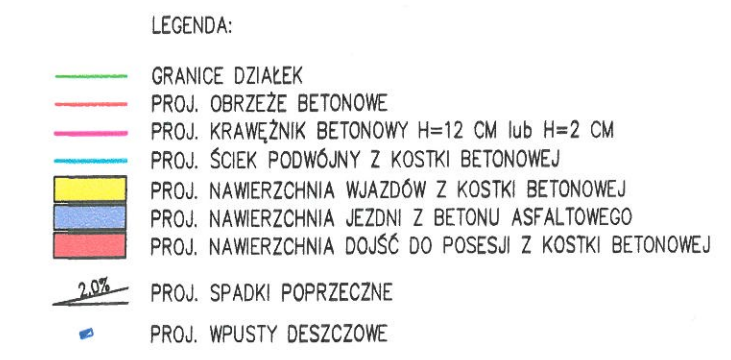 LEGENDA:
GRANICE DZIAŁEK
PROJ. OBRZEŻE BETONOWE
PROJ. KRAWĘŻNIK BETONOWY H=12 CM lub H=2 CM
PROJ. ŚCIEK PODWÓJNY Z KOSTKI BETONOWEJ
PROJ. NAWIERZCHNIA WJAZDÓW Z KOSTKI BETONOWEJ
PROJ. NAWIERZCHNIA JEZDNI Z BETONU ASFALTOWEGO
PROJ. NAWIERZCHNIA DOJŚĆ DO POSESJI Z KOSTKI BETONOWEJ
2.0% PROJ. SPADKI POPRZECZNE
PROJ. WPUSTY DESZCZOWE